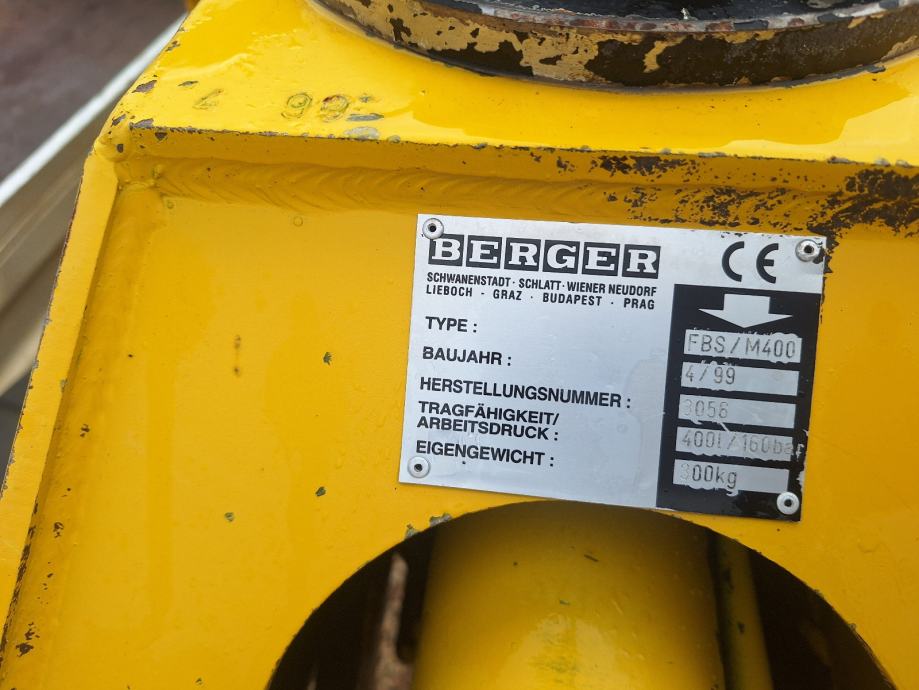 99
BERGER
CE
SCHWANENSTADT · SCHLATT · WIENER NEUDORF
LIEBOCH · GRAZ · BUDAPEST · PRAG
TYPE : FBS/M400
BAUJAHR : 4/99
HERSTELLUNGSNUMMER : 3056
TRAGFÄHIGKEIT/
ARBEITSDRUCK : 400l/160bar
EIGENGEWICHT : 300kg